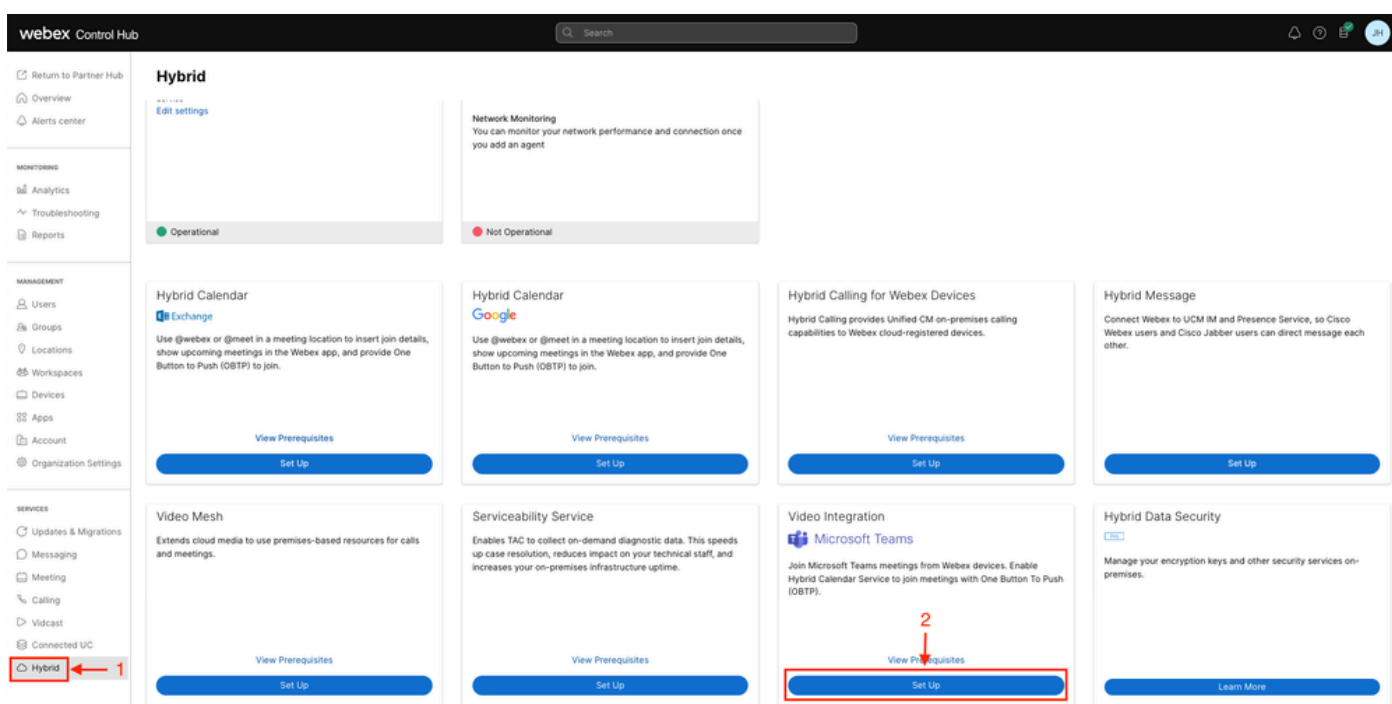 webex Control Hub
Search
JH
Return to Partner Hub
Overview
Alerts center
MONITORING
Analytics
Troubleshooting
Reports
MANAGEMENT
Users
Groups
Locations
Workspaces
Devices
Apps
Account
Organization Settings
SERVICES
Updates & Migrations
Messaging
Meeting
Calling
Vidcast
Connected UC
Hybrid
1
Hybrid
Edit settings
Operational
Network Monitoring
You can monitor your network performance and connection once
you add an agent
Not Operational
Hybrid Calendar
Exchange
Use @webex or @meet in a meeting location to insert join details,
show upcoming meetings in the Webex app, and provide One
Button to Push (OBTP) to join.
View Prerequisites
Set Up
Hybrid Calendar
Google
Use @webex or @meet in a meeting location to insert join details,
show upcoming meetings in the Webex app, and provide One
Button to Push (OBTP) to join.
View Prerequisites
Set Up
Hybrid Calling for Webex Devices
Hybrid Calling provides Unified CM on-premises calling
capabilities to Webex cloud-registered devices.
View Prerequisites
Set Up
Hybrid Message
Connect Webex to UCM IM and Presence Service, so Cisco
Webex users and Cisco Jabber users can direct message each
other.
Set Up
Video Mesh
Extends cloud media to use premises-based resources for calls
and meetings.
View Prerequisites
Set Up
Serviceability Service
Enables TAC to collect on-demand diagnostic data. This speeds
up case resolution, reduces impact on your technical staff, and
increases your on-premises infrastructure uptime.
View Prerequisites
Set Up
Video Integration
Microsoft Teams
Join Microsoft Teams meetings from Webex devices. Enable
Hybrid Calendar Service to join meetings with One Button To Push
(OBTP).
2
View Prerequisites
Set Up
Hybrid Data Security
Manage your encryption keys and other security services on-
premises.
Learn More